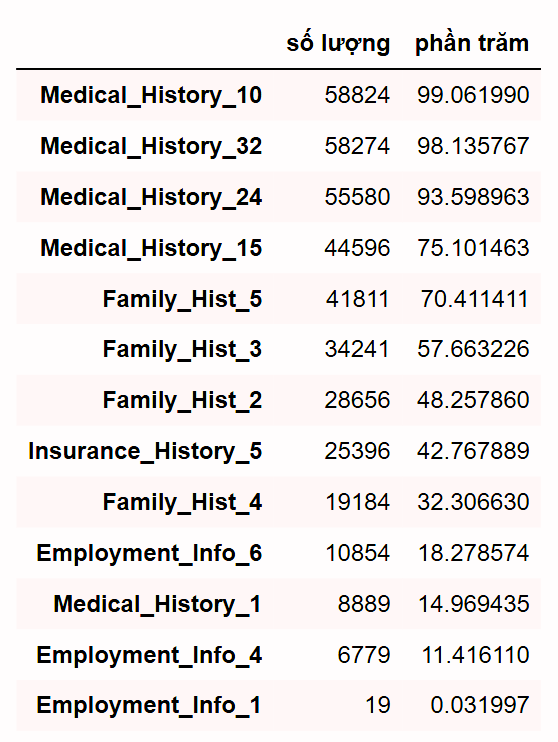 số lượng phần trăm
Medical_History_10 58824 99.061990
Medical_History_32 58274 98.135767
Medical_History_24 55580 93.598963
Medical_History_15 44596 75.101463
Family_Hist_5 41811 70.411411
Family_Hist_3 34241 57.663226
Family_Hist_2 28656 48.257860
Insurance_History_5 25396 42.767889
Family_Hist_4 19184 32.306630
Employment_Info_6 10854 18.278574
Medical_History_1 8889 14.969435
Employment_Info_4 6779 11.416110
Employment_Info_1 19 0.031997